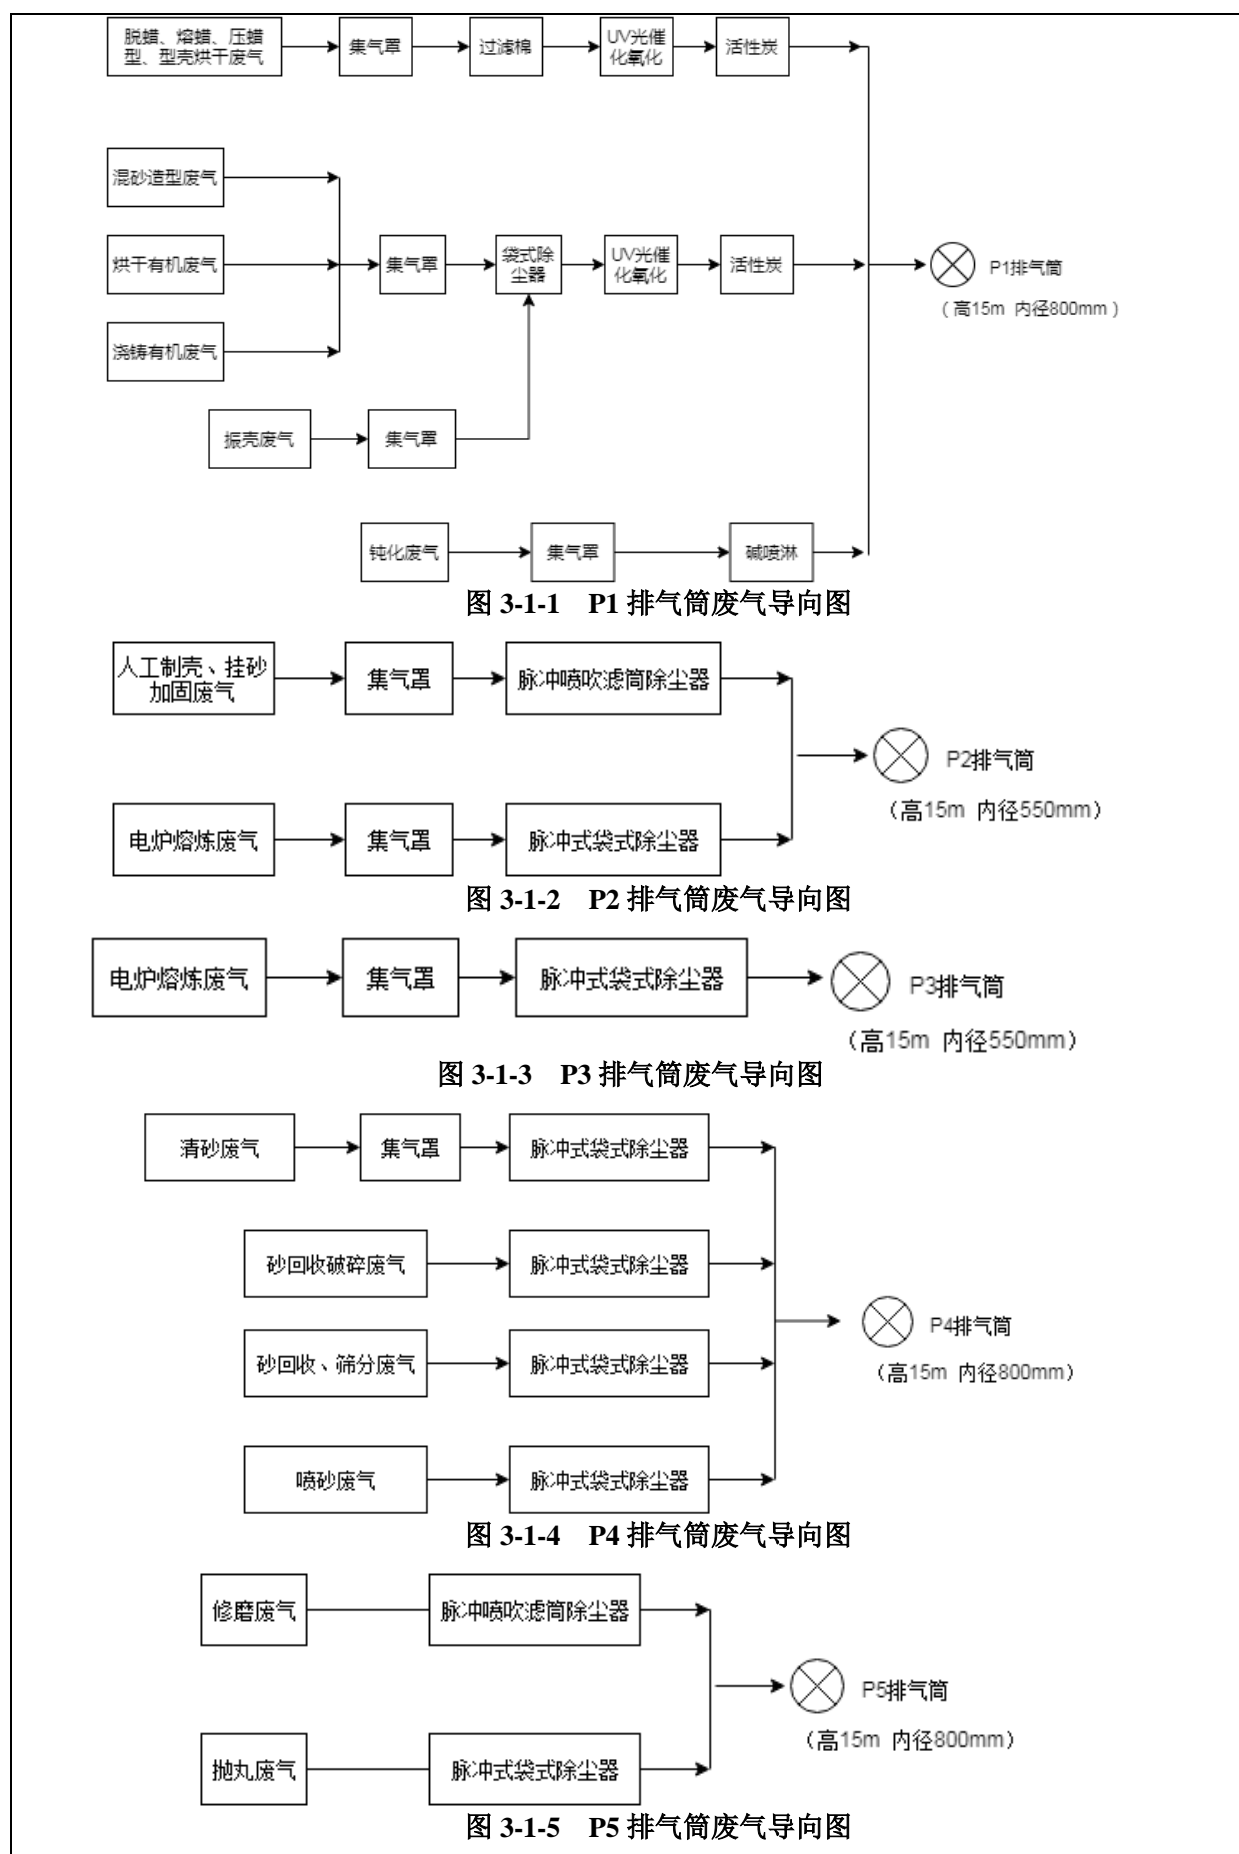 脱蜡、熔蜡、压蜡
型、型壳烘干废气
集气罩
过滤棉
UV光催
化氧化
活性炭
混砂造型废气
烘干有机废气
集气罩
袋式除
尘器
UV光催
化氧化
活性炭
P1排气筒
（高15m 内径800mm）
浇铸有机废气
振壳废气
集气罩
钝化废气
集气罩
碱喷淋
图 3-1-1 P1 排气筒废气导向图
人工制壳、挂砂
加固废气
集气罩
脉冲喷吹滤筒除尘器
P2排气筒
（高15m 内径550mm）
电炉熔炼废气
集气罩
脉冲式袋式除尘器
图 3-1-2 P2 排气筒废气导向图
电炉熔炼废气
集气罩
脉冲式袋式除尘器
P3排气筒
（高15m 内径550mm）
图 3-1-3 P3 排气筒废气导向图
清砂废气
集气罩
脉冲式袋式除尘器
砂回收破碎废气
脉冲式袋式除尘器
P4排气筒
（高15m 内径800mm）
砂回收、筛分废气
脉冲式袋式除尘器
喷砂废气
脉冲式袋式除尘器
图 3-1-4 P4 排气筒废气导向图
修磨废气
脉冲喷吹滤筒除尘器
P5排气筒
（高15m 内径800mm）
抛丸废气
脉冲式袋式除尘器
图 3-1-5 P5 排气筒废气导向图